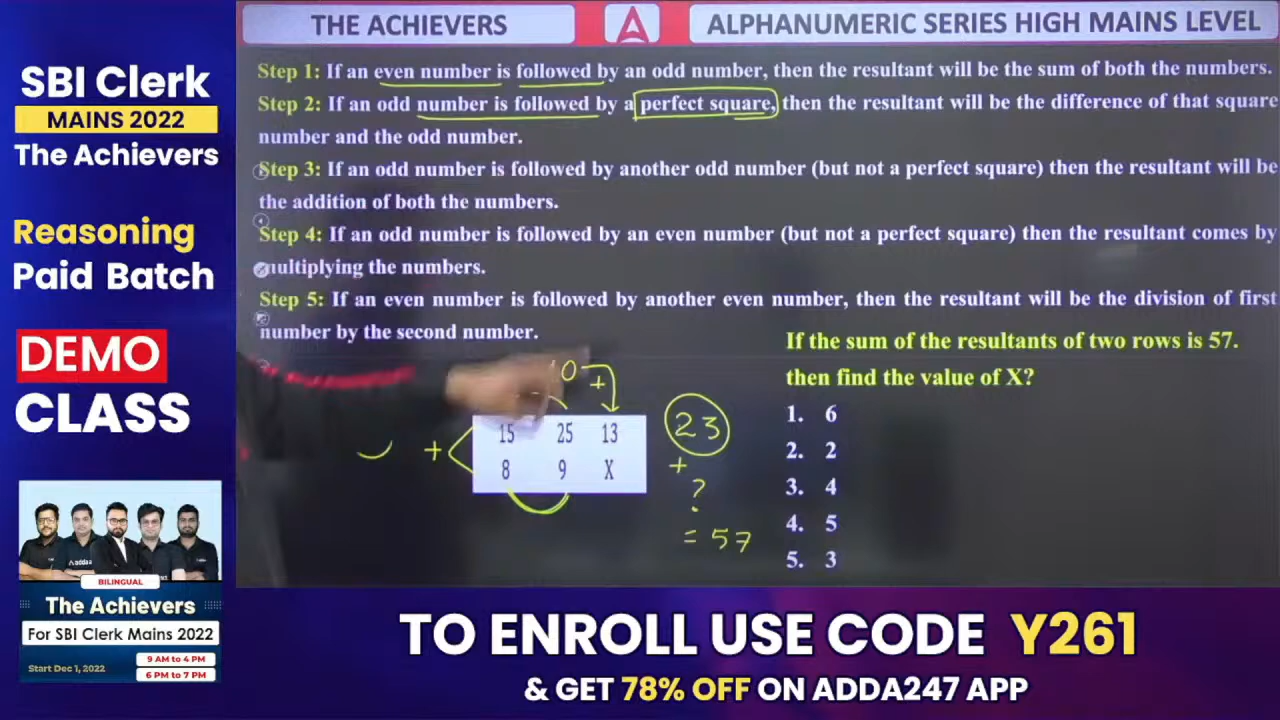 THE ACHIEVERS
ALPHANUMERIC SERIES HIGH MAINS LEVEL
SBI Clerk
MAINS 2022
The Achievers
Reasoning
Paid Batch
DEMO
CLASS
Step 1: If an even number is followed by an odd number, then the resultant will be the sum of both the numbers.
Step 2: If an odd number is followed by a perfect square, then the resultant will be the difference of that square
number and the odd number.
Step 3: If an odd number is followed by another odd number (but not a perfect square) then the resultant will be
the addition of both the numbers.
Step 4: If an odd number is followed by an even number (but not a perfect square) then the resultant comes by
multiplying the numbers.
Step 5: If an even number is followed by another even number, then the resultant will be the division of first
number by the second number.
If the sum of the resultants of two rows is 57.
then find the value of X?
1. 6
2. 2
3. 4
4. 5
5. 3
+
15 25 13
8 9 X
+
23
+
?
= 57
adda
BILINGUAL
The Achievers
For SBI Clerk Mains 2022
Start Dec 1, 2022
9 AM to 4 PM
6 PM to 7 PM
TO ENROLL USE CODE Y261
& GET 78% OFF ON ADDA247 APP